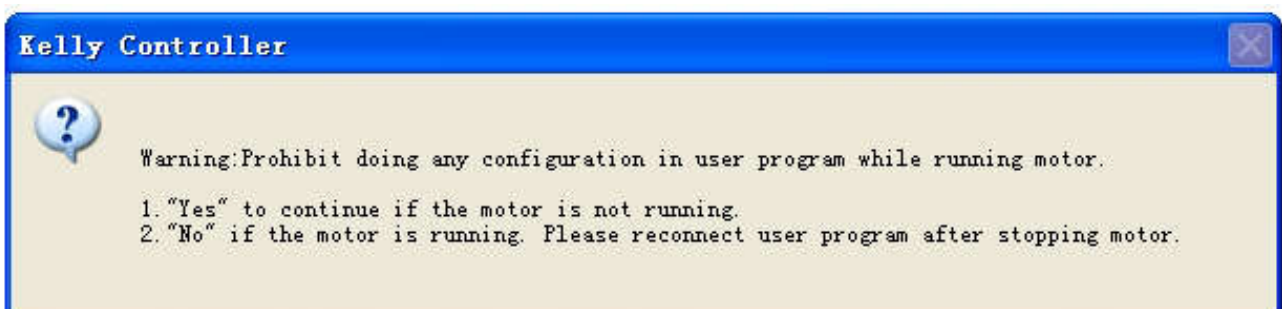 Kelly Controller
?
Warning:Prohibit doing any configuration in user program while running motor.
1."Yes" to continue if the motor is not running.
2."No" if the motor is running. Please reconnect user program after stopping motor.